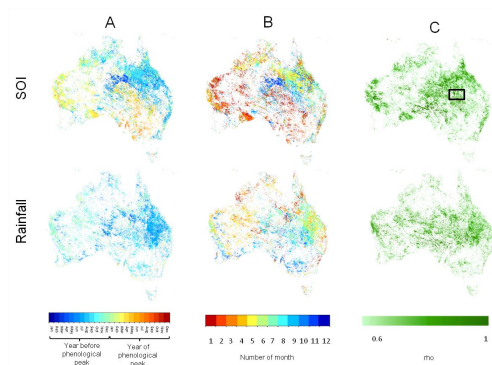 A B C
SOI
Rainfall
Year before phenological peak
Year of phenological peak
1 2 3 4 5 6 7 8 9 10 11 12
Number of month
0.6 1
rho